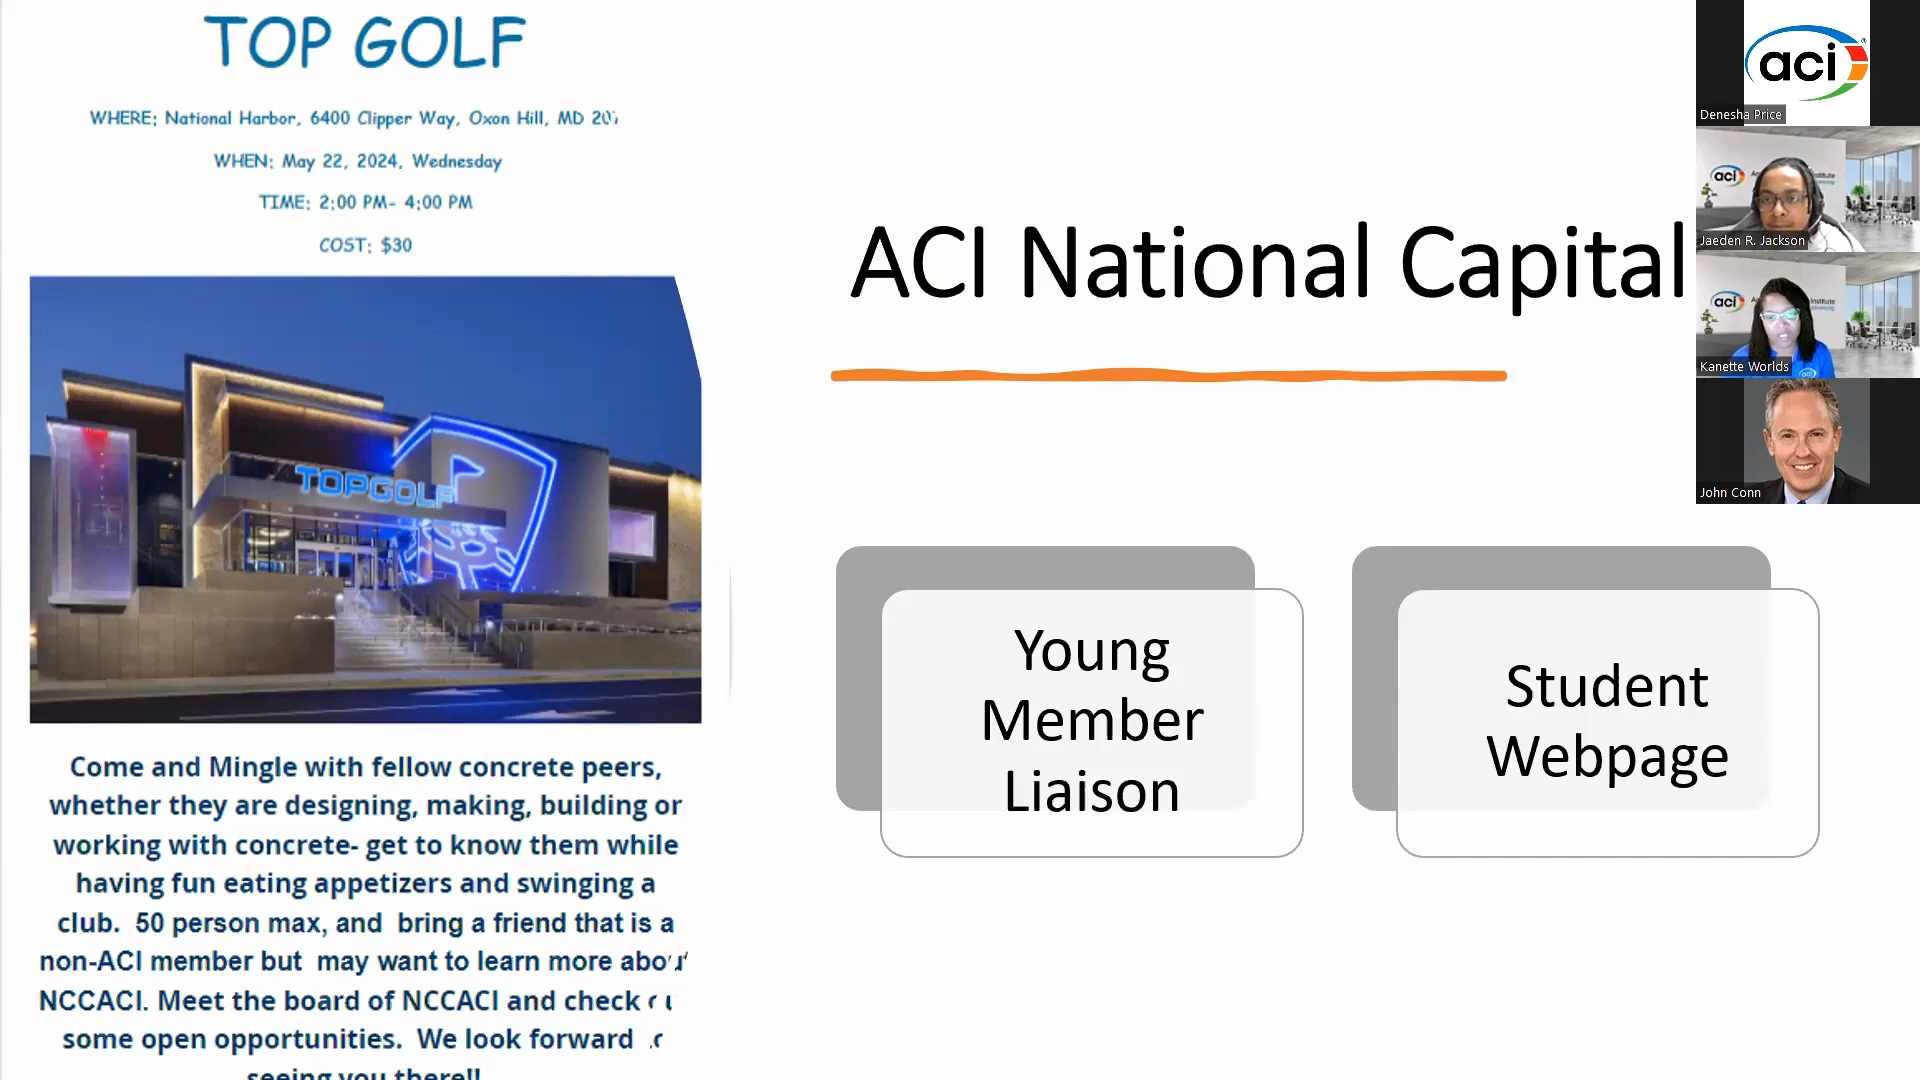 TOP GOLF
WHERE: National Harbor, 6400 Clipper Way, Oxon Hill, MD
WHEN: May 22, 2024, Wednesday
TIME: 2:00 PM- 4:00 PM
COST: $30
TOPGOLF
Come and Mingle with fellow concrete peers,
whether they are designing, making, building or
working with concrete- get to know them while
having fun eating appetizers and swinging a
club. 50 person max, and bring a friend that is a
non-ACI member but may want to learn more
NCCACI. Meet the board of NCCACI and check
some open opportunities. We look forward
seeing you there!!
ACI National Capital
Young
Member
Liaison
Student
Webpage
aci
Denesha Price
aci
Jaeden R. Jackson
aci
Kanette Worlds
John Conn